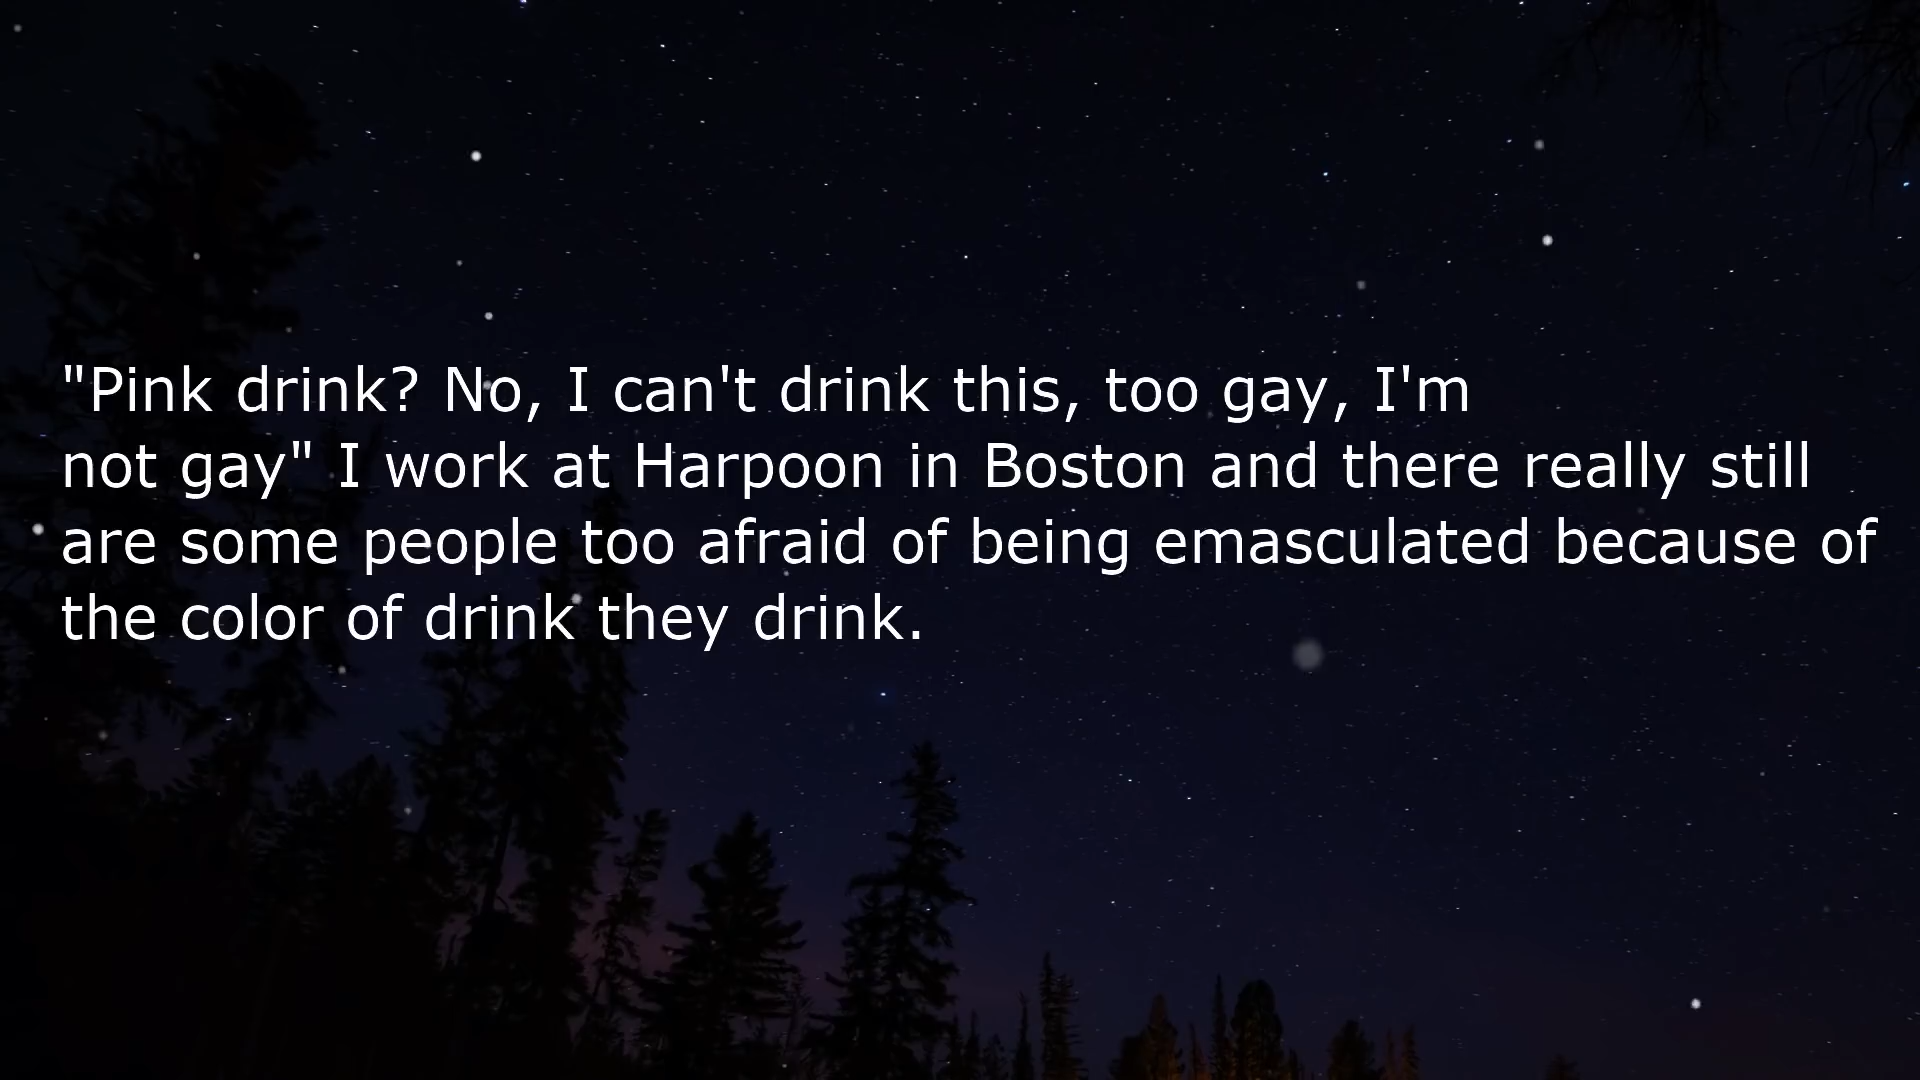 "Pink drink? No, I can't drink this, too gay, I'm
not gay" I work at Harpoon in Boston and there really still
are some people too afraid of being emasculated because of
the color of drink they drink.